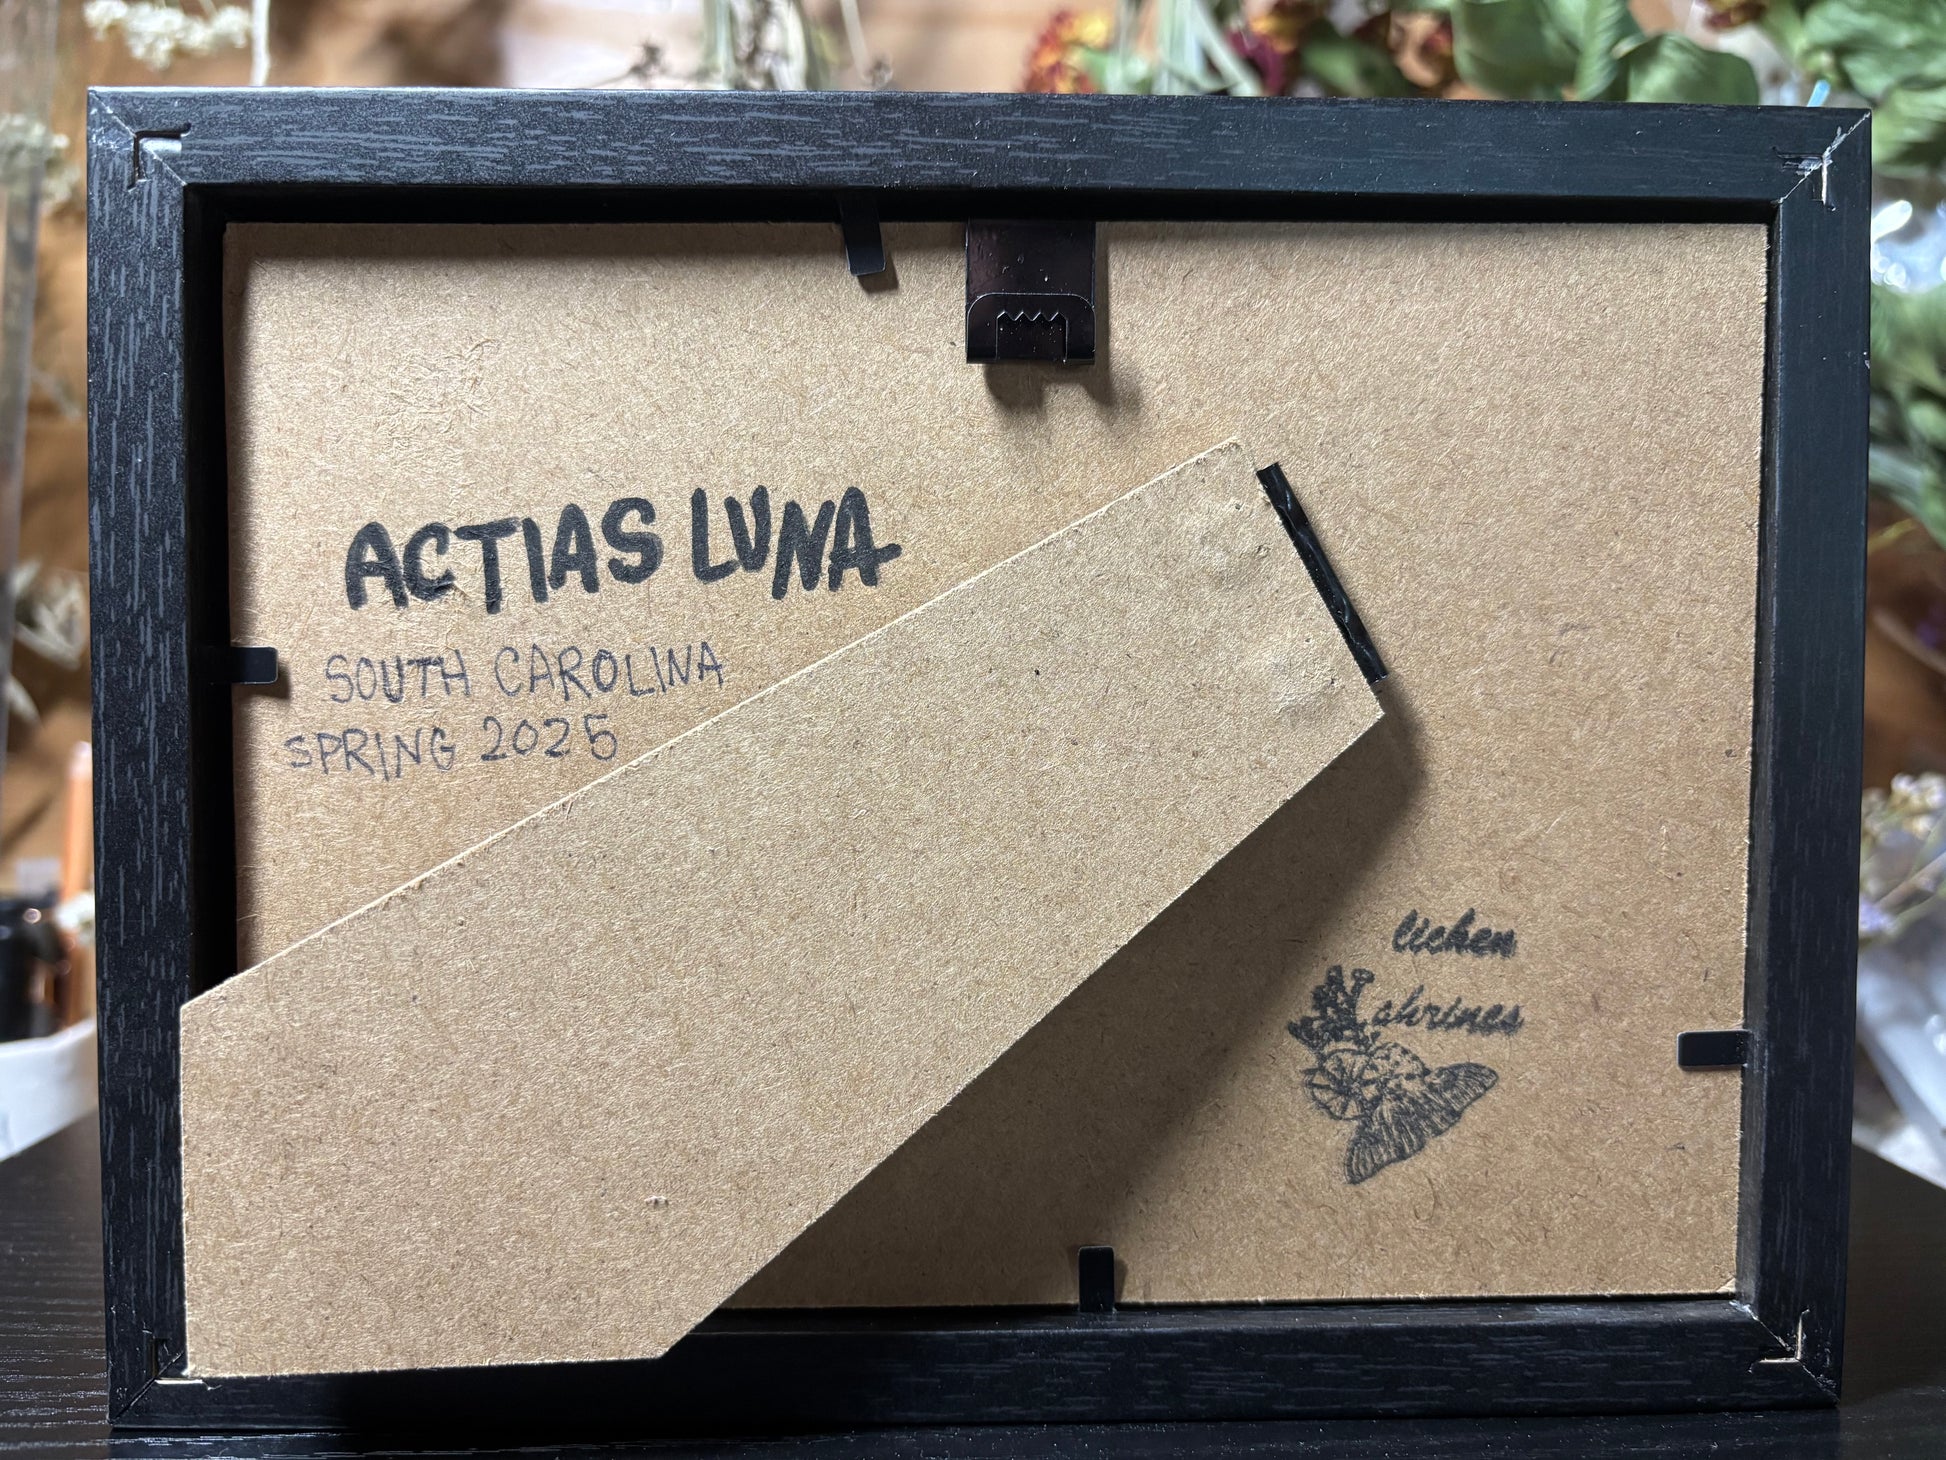 ACTIAS LUNA
SOUTH CAROLINA
SPRING 2025
lichen
shrines